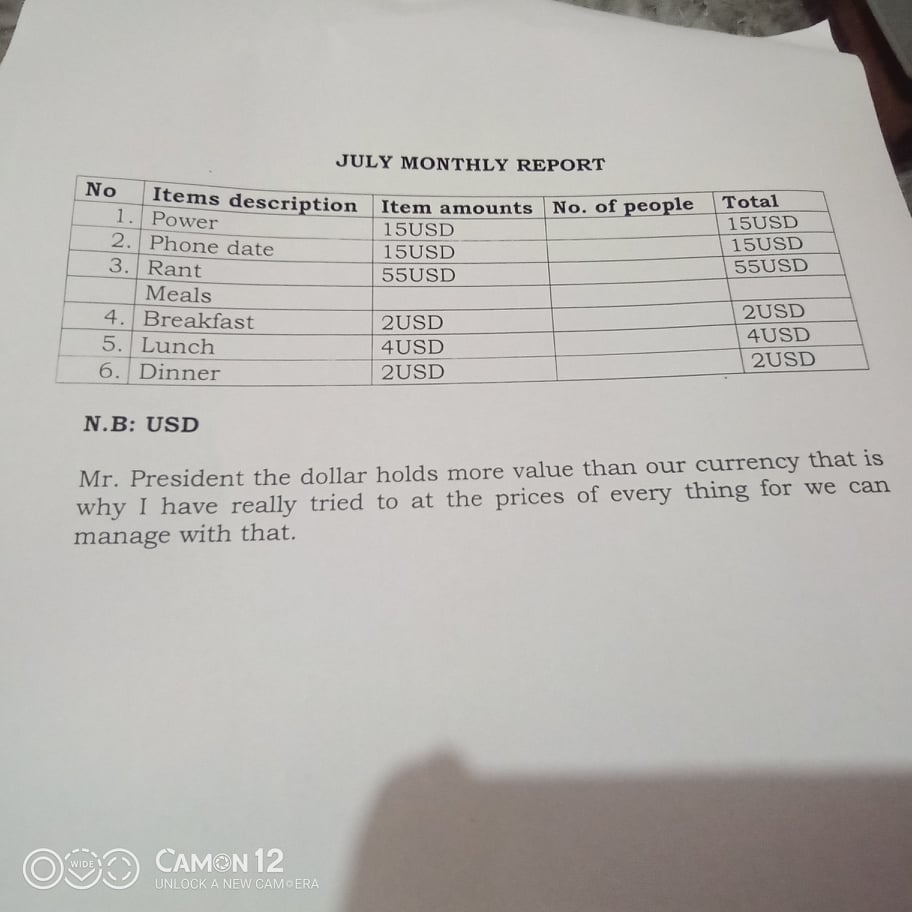 JULY MONTHLY REPORT
No Items description Item amounts No. of people Total
1. Power 15USD 15USD
2. Phone date 15USD 15USD
3. Rant 55USD 55USD
Meals
4. Breakfast 2USD 2USD
5. Lunch 4USD 4USD
6. Dinner 2USD 2USD
N.B: USD
Mr. President the dollar holds more value than our currency that is
why I have really tried to at the prices of every thing for we can
manage with that.
WIDE CAMON 12
UNLOCK A NEW CAM ERA